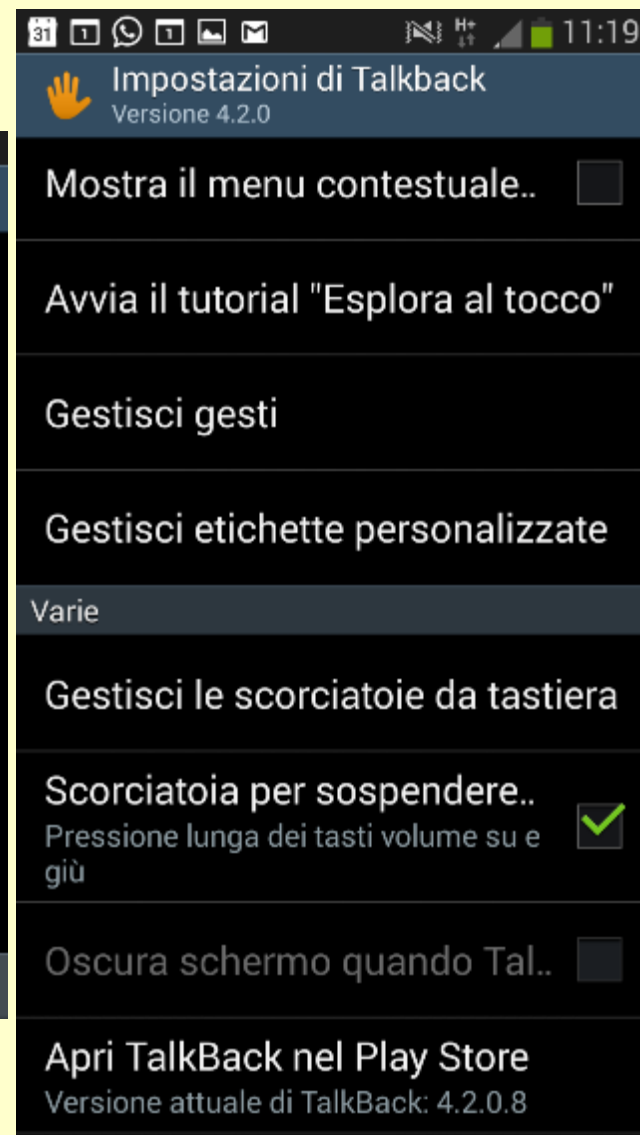 31 1 1 H+ 11:19
Impostazioni di Talkback
Versione 4.2.0
Mostra il menu contestuale..
Avvia il tutorial "Esplora al tocco"
Gestisci gesti
Gestisci etichette personalizzate
Varie
Gestisci le scorciatoie da tastiera
Scorciatoia per sospendere..
Pressione lunga dei tasti volume su e
giù
Oscura schermo quando Tal..
Apri TalkBack nel Play Store
Versione attuale di TalkBack: 4.2.0.8